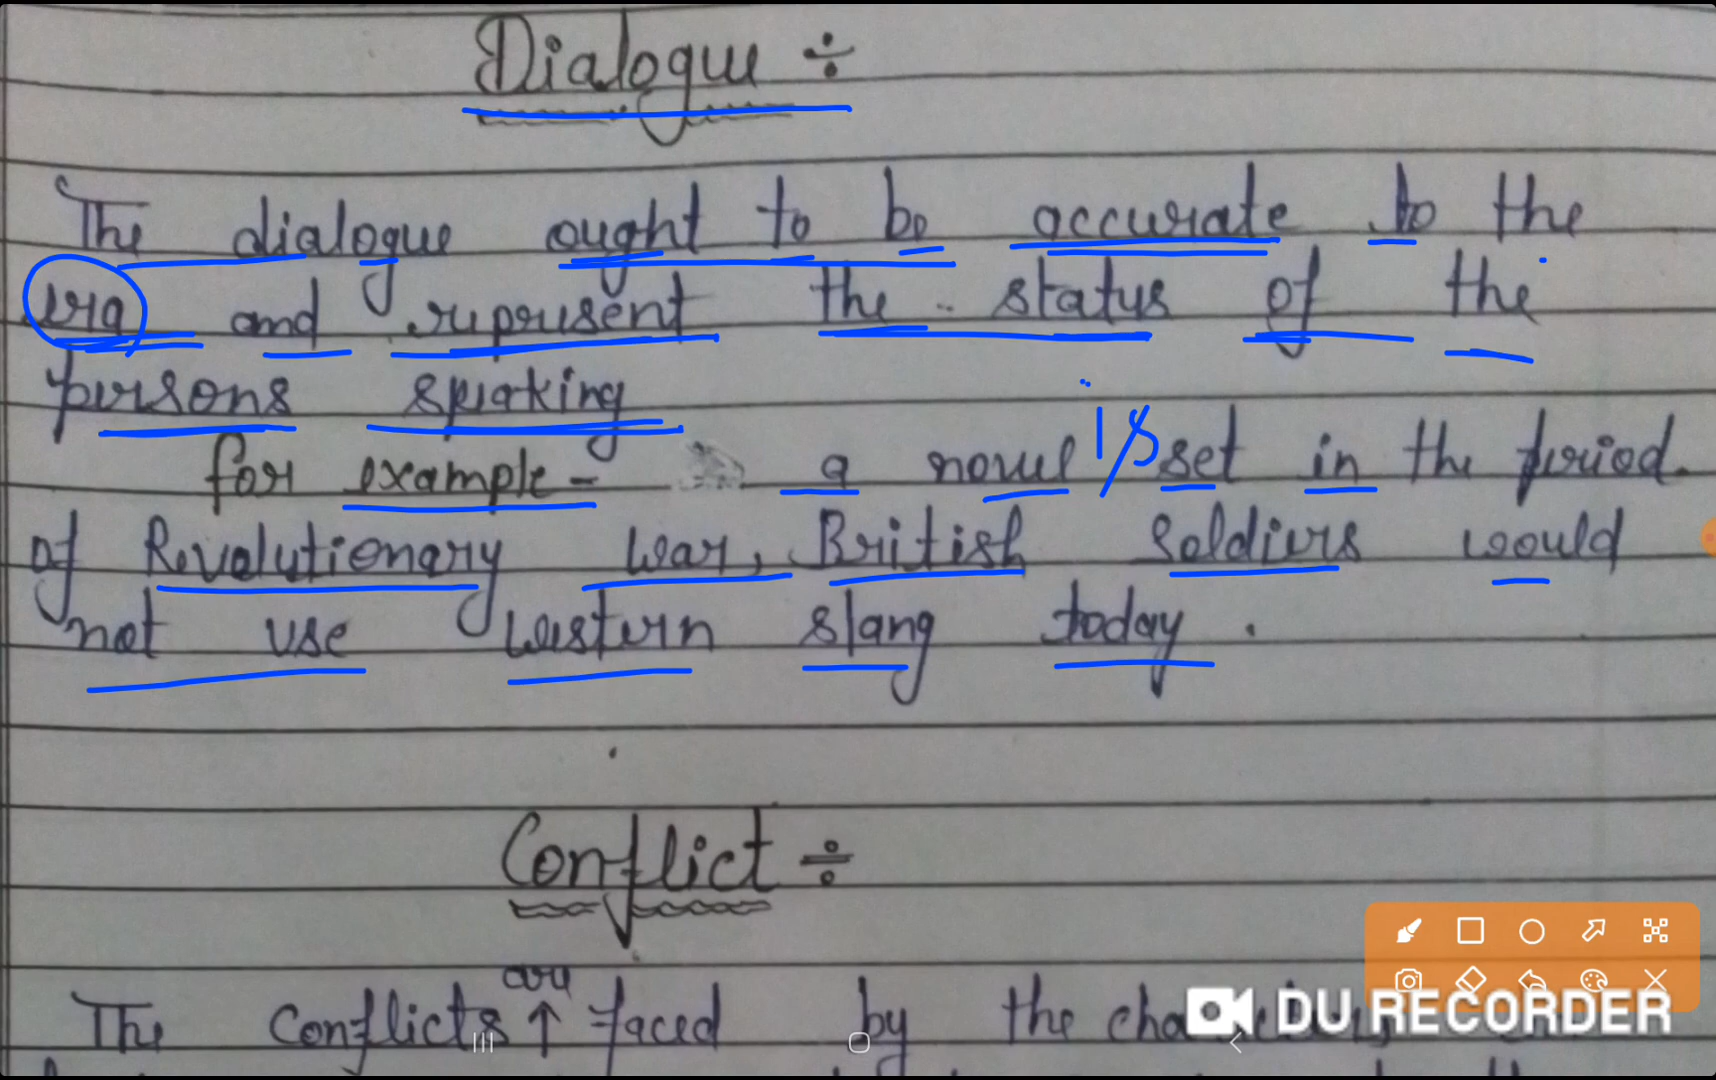 Dialogue ÷
The dialogue ought to be accurate to the
era and represent the status of the
persons speaking
for example - a novel is set in the period
of Revolutionary war, British Soldiers would
not use western slang today.
Conflict ÷
are
The Conflicts ↑ faced by the
DU RECORDER